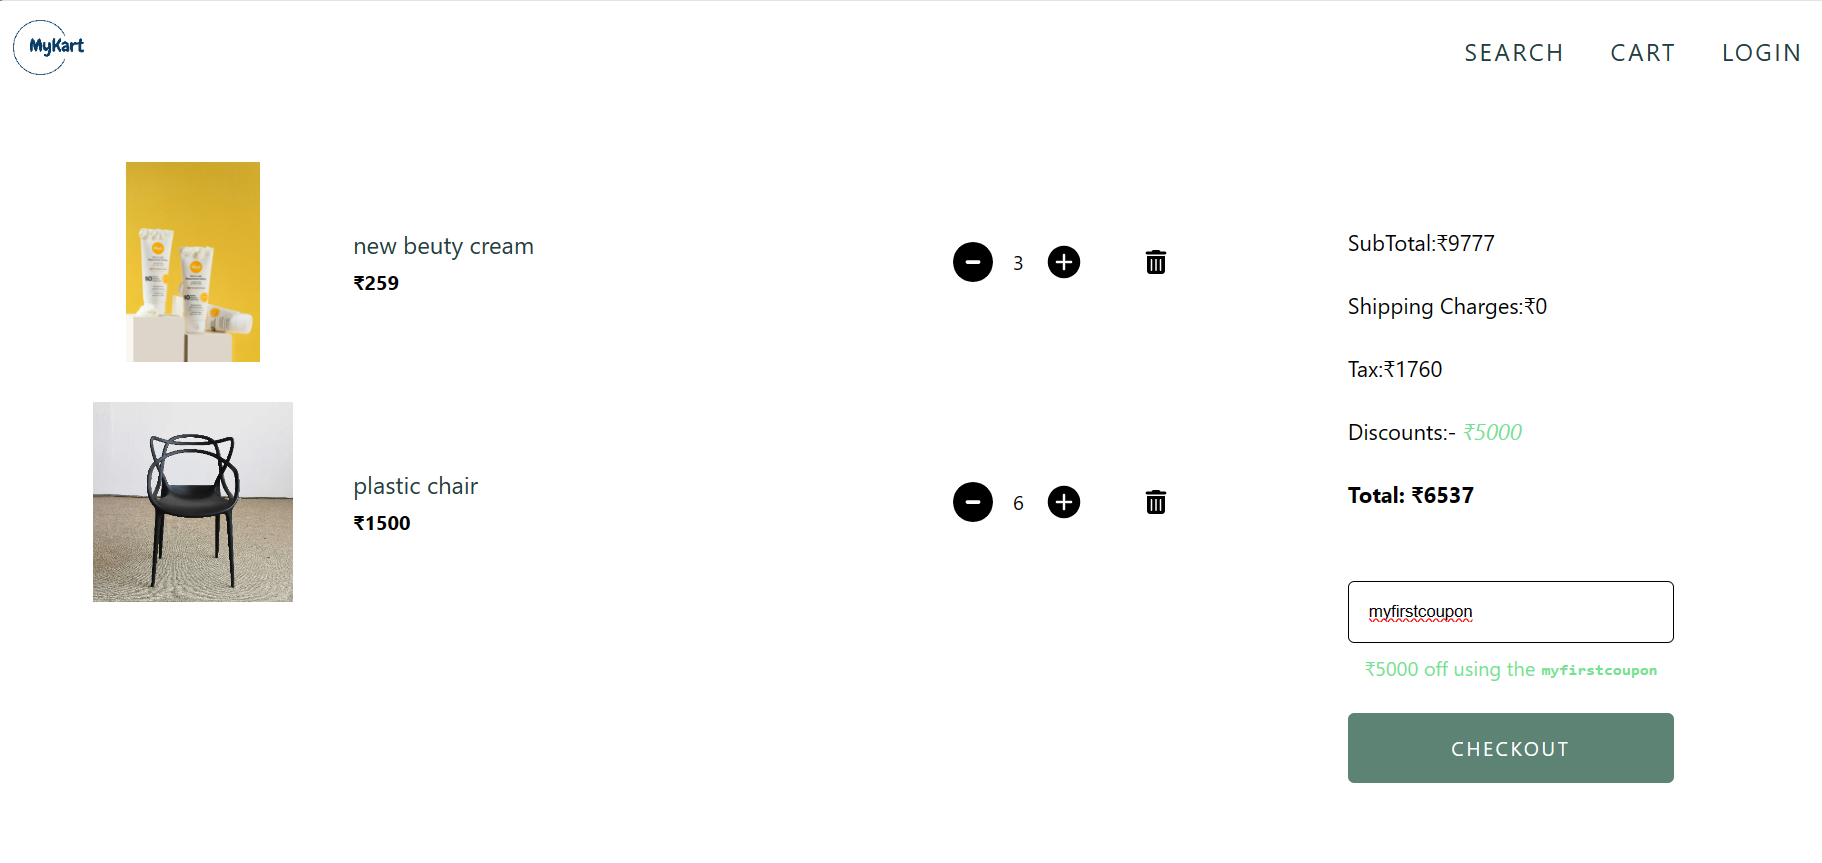 MyKart
SEARCH CART LOGIN
new beuty cream
₹259
3
plastic chair
₹1500
6
SubTotal:₹9777
Shipping Charges:₹0
Tax:₹1760
Discounts:- ₹5000
Total: ₹6537
myfirstcoupon
₹5000 off using the myfirstcoupon
CHECKOUT